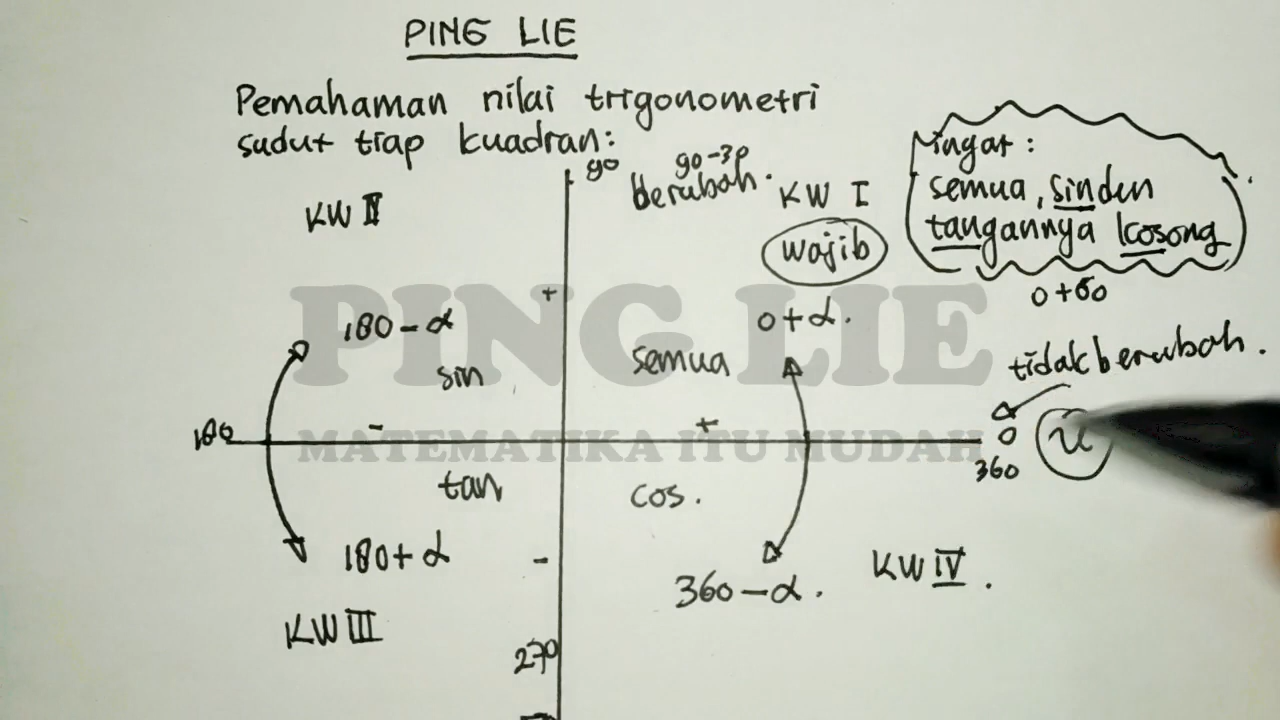 PING LIE
Pemahaman nilai trigonometri
sudut tiap kuadran:
ingat:
semua, sinden
tangannya kosong
0+60
90
90-30
berubah.
KW I
wajib
KW II
+
180-α
0+α.
sin
semua
tidak berubah.
180
-
+
0
360
tan
cos.
180+α
-
360-α.
KW IV.
KW III
270
PING LIE
MATEMATIKA ITU MUDAH